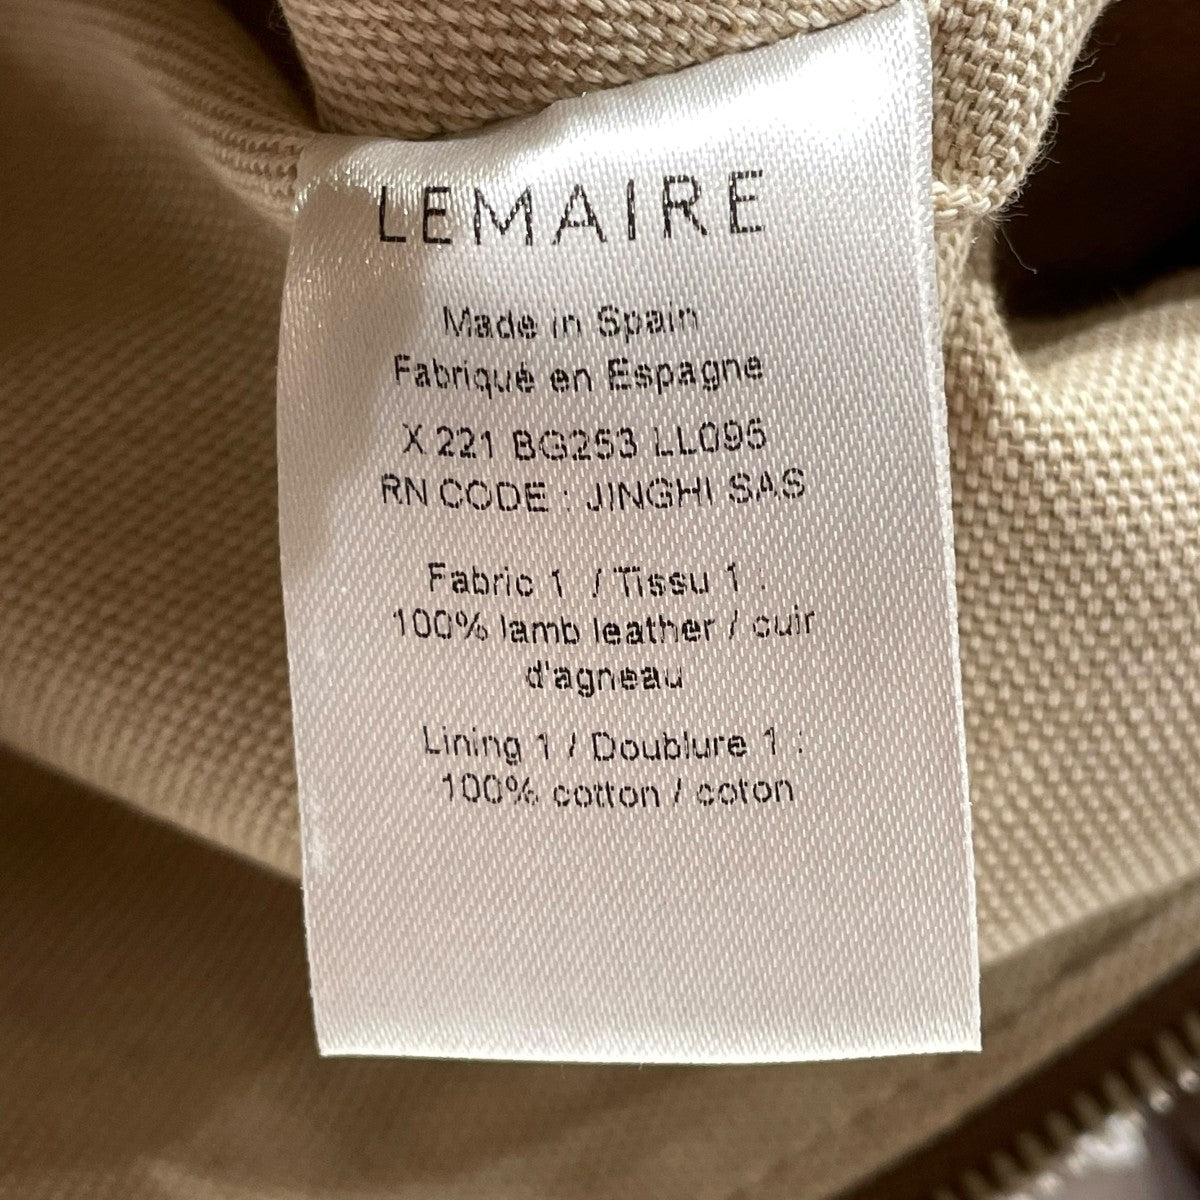 LEMAIRE
Made in Spain
Fabriqué en Espagne
X 221 BG253 LL095
RN CODE : JINGHI SAS
Fabric 1 / Tissu 1 :
100% lamb leather / cuir
d'agneau
Lining 1 / Doublure 1 :
100% cotton / coton